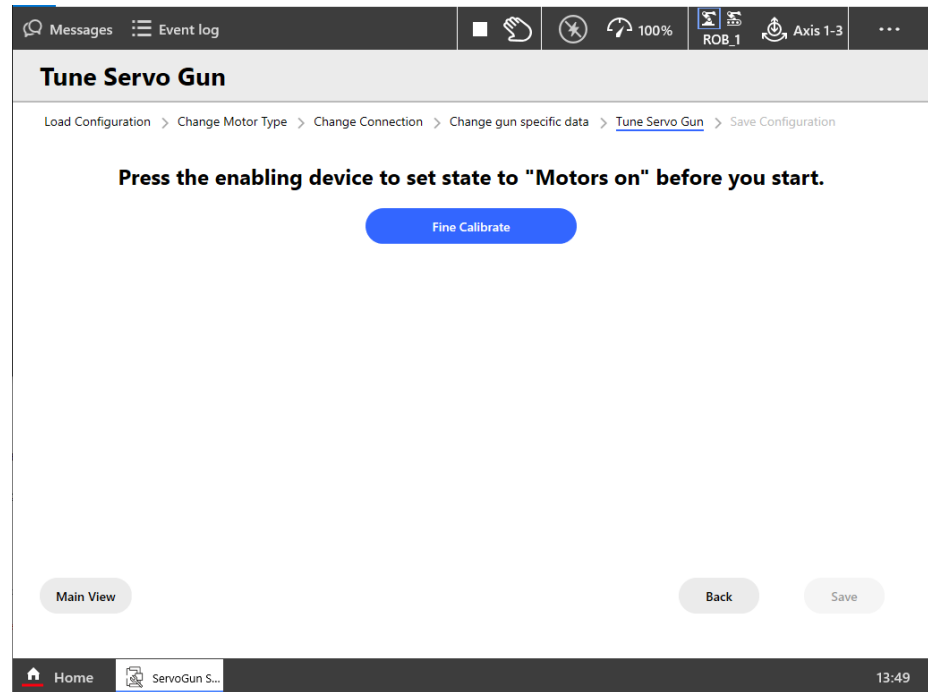 Messages Event log 100% ROB_1 Axis 1-3 ...
Tune Servo Gun
Load Configuration > Change Motor Type > Change Connection > Change gun specific data > Tune Servo Gun > Save Configuration
Press the enabling device to set state to "Motors on" before you start.
Fine Calibrate
Main View Back Save
Home ServoGun S... 13:49